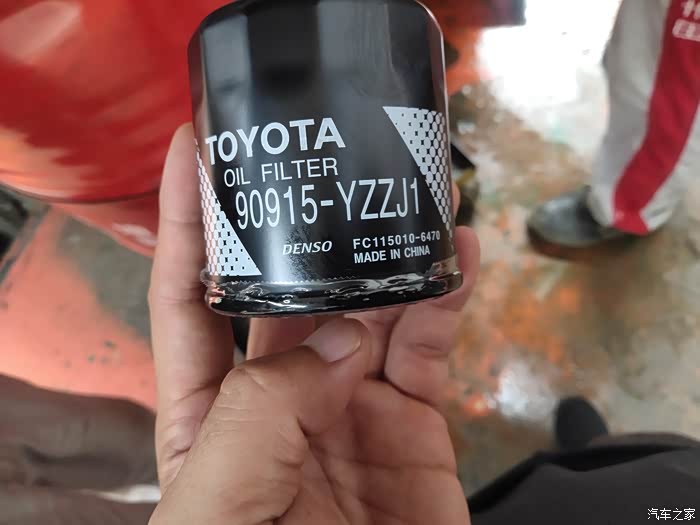 TOYOTA
OIL FILTER
90915-YZZJ1
DENSO
FC115010-6470
MADE IN CHINA
汽车之家